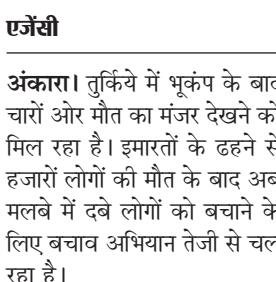 एजेंसी
अंकारा। तुर्किये में भूकंप के बाद
चारों ओर मौत का मंजर देखने को
मिल रहा है। इमारतों के ढहने से
हजारों लोगों की मौत के बाद अब
मलबे में दबे लोगों को बचाने के
लिए बचाव अभियान तेजी से चल
रहा है।